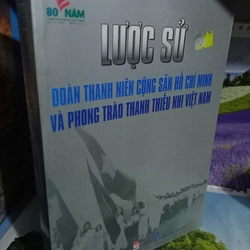 80 NĂM
LƯỢC SỬ
ĐOÀN THANH NIÊN CỘNG SẢN HỒ CHÍ MINH
VÀ PHONG TRÀO THANH THIẾU NHI VIỆT NAM